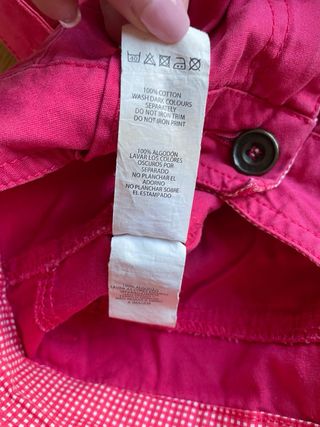 100% COTTON
WASH DARK COLOURS
SEPARATELY
DO NOT IRON TRIM
DO NOT IRON PRINT
100% ALGODÓN
LAVAR LOS COLORES
OSCUROS POR
SEPARADO
NO PLANCHAR EL
ADORNO
NO PLANCHAR SOBRE
EL ESTAMPADO